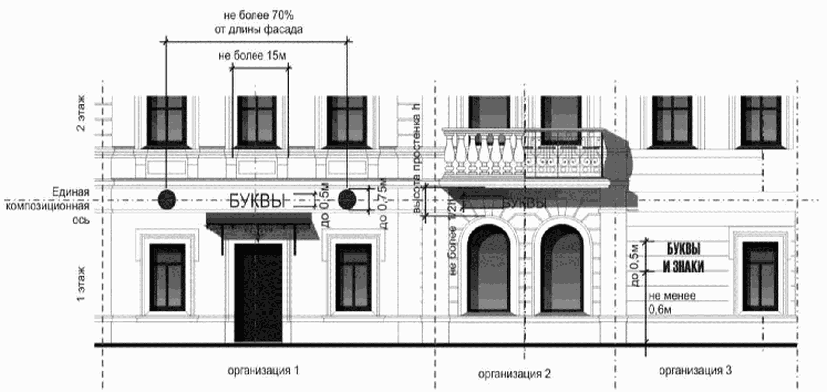 не более 70%
от длины фасада
не более 15м
2 этаж
высота простенка h
Единая
композиционная
ось
БУКВЫ
до 0,5м
до 0,75м
не более 1/2h
БУКВЫ
1 этаж
до 0,5м
БУКВЫ
И ЗНАКИ
не менее
0,6м
организация 1
организация 2
организация 3